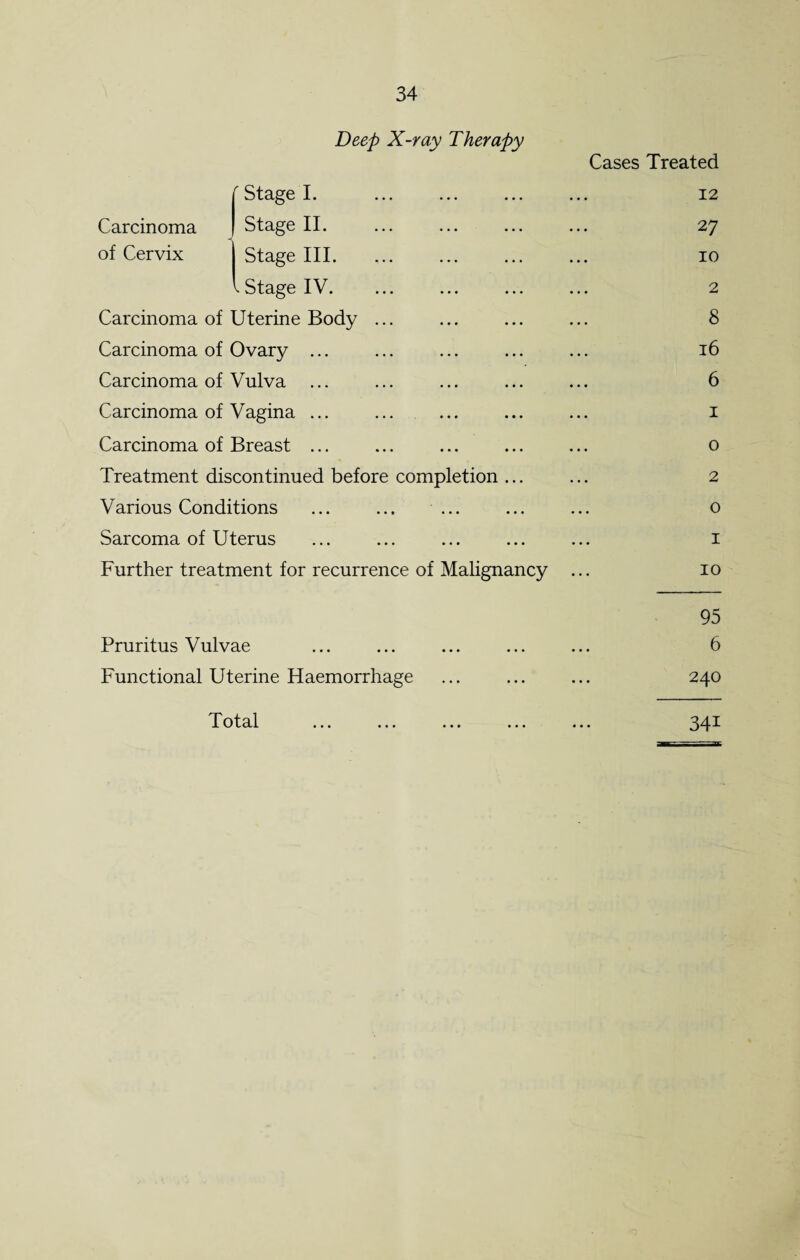 34
Deep X-ray Therapy
Cases Treated
Carcinoma of Cervix
Stage I. ... ... ... ... 12
Stage II. ... ... ... ... 27
Stage III. ... ... ... ... 10
Stage IV. ... ... ... ... 2
Carcinoma of Uterine Body ... ... ... ... 8
Carcinoma of Ovary ... ... ... ... ... 16
Carcinoma of Vulva ... ... ... ... ... 6
Carcinoma of Vagina ... ... ... ... ... 1
Carcinoma of Breast ... ... ... ... ... 0
Treatment discontinued before completion ... ... 2
Various Conditions ... ... ... ... ... 0
Sarcoma of Uterus ... ... ... ... ... 1
Further treatment for recurrence of Malignancy ... 10
95
Pruritus Vulvae ... ... ... ... ... 6
Functional Uterine Haemorrhage ... ... ... 240
Total ... ... ... ... ... 341